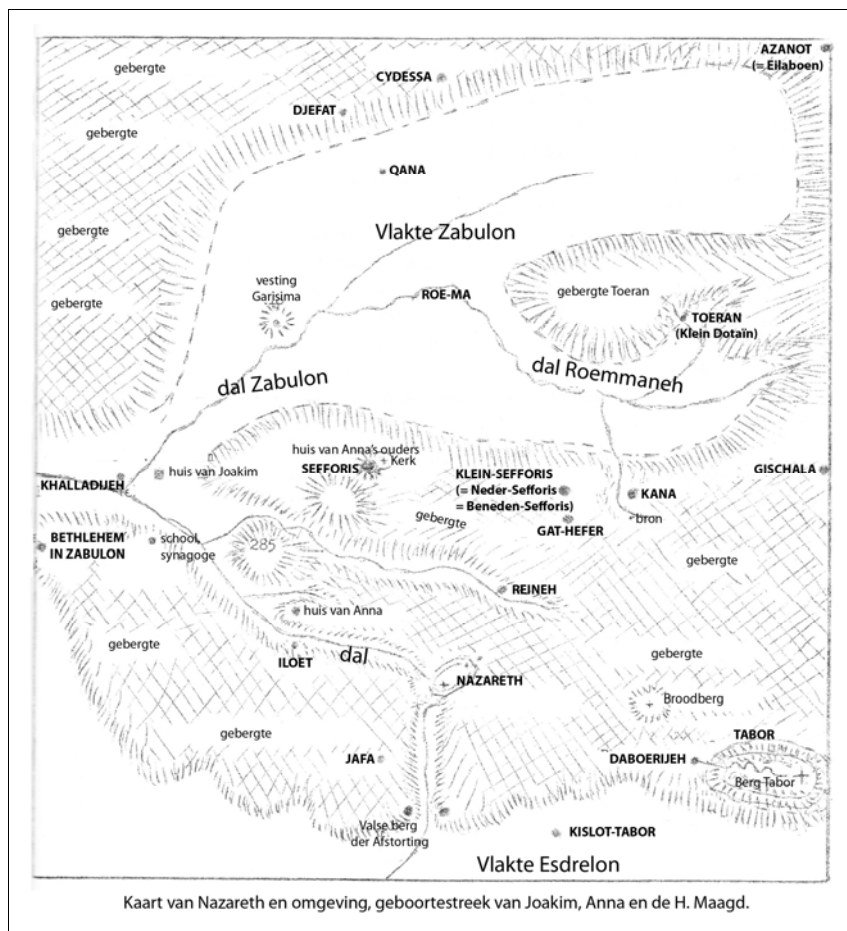 AZANOT
(= Eilaboen)
gebergte
CYDESSA
DJEFAT
gebergte
QANA
Vlakte Zabulon
gebergte
vesting
Garisima
ROE-MA
gebergte Toeran
gebergte
TOERAN
(Klein Dotaïn)
dal Zabulon
dal Roemmaneh
huis van Anna's ouders
Kerk
SEFFORIS
huis van Joakim
KHALLADIJEH
KLEIN-SEFFORIS
(= Neder-Sefforis
= Beneden-Sefforis)
GISCHALA
KANA
gebergte
bron
GAT-HEFER
BETHLEHEM
IN ZABULON
school,
synagoge
285
gebergte
REINEH
huis van Anna
gebergte
ILOET
dal
gebergte
NAZARETH
Broodberg
gebergte
TABOR
JAFA
DABOERIJEH
Berg Tabor
Valse berg
der Afstorting
KISLOT-TABOR
Vlakte Esdrelon
Kaart van Nazareth en omgeving, geboortestreek van Joakim, Anna en de H. Maagd.